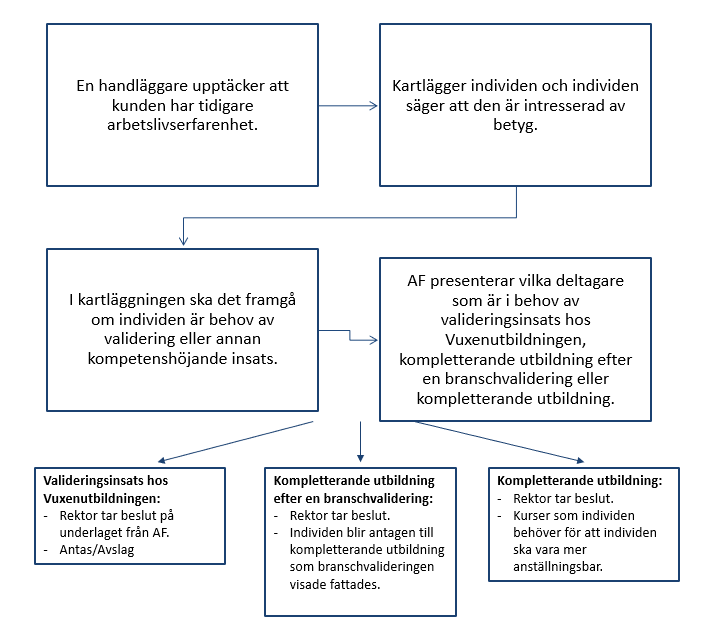 En handläggare upptäcker att
kunden har tidigare
arbetslivserfarenhet.
Kartlägger individen och individen
säger att den är intresserad av
betyg.
I kartläggningen ska det framgå
om individen är behov av
validering eller annan
kompetenshöjande insats.
AF presenterar vilka deltagare
som är i behov av
valideringsinsats hos
Vuxenutbildningen,
kompletterande utbildning efter
en branschvalidering eller
kompletterande utbildning.
Valideringsinsats hos
Vuxenutbildningen:
- Rektor tar beslut på
underlaget från AF.
- Antas/Avslag
Kompletterande utbildning
efter en branschvalidering:
- Rektor tar beslut.
- Individen blir antagen till
kompletterande utbildning
som branschvalideringen
visade fattades.
Kompletterande utbildning:
- Rektor tar beslut.
- Kurser som individen
behöver för att individen
ska vara mer
anställningsbar.